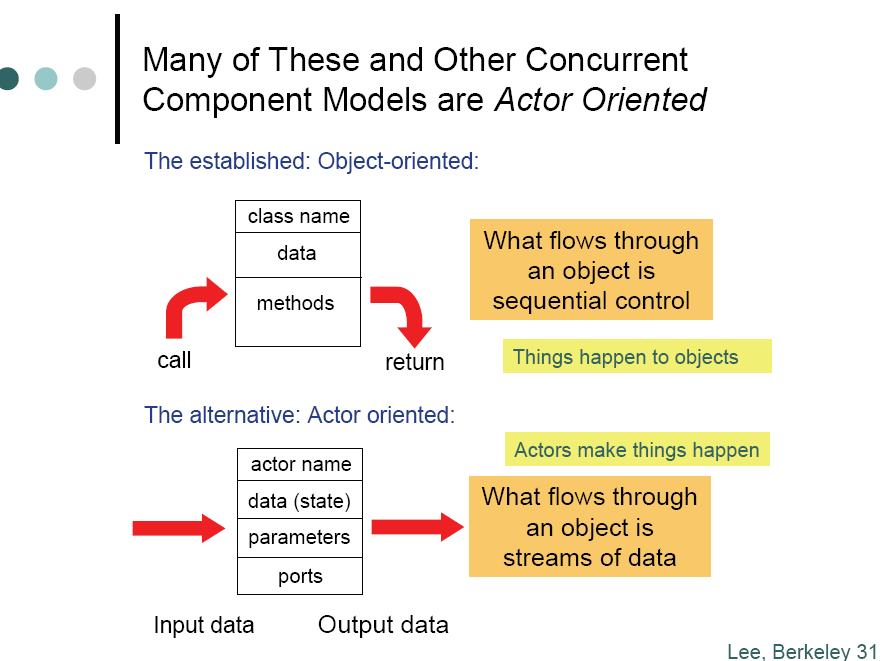 Many of These and Other Concurrent
Component Models are Actor Oriented
The established: Object-oriented:
class name
data
methods
call
return
What flows through
an object is
sequential control
Things happen to objects
The alternative: Actor oriented:
actor name
data (state)
parameters
ports
Input data
Output data
Actors make things happen
What flows through
an object is
streams of data
Lee, Berkeley 31